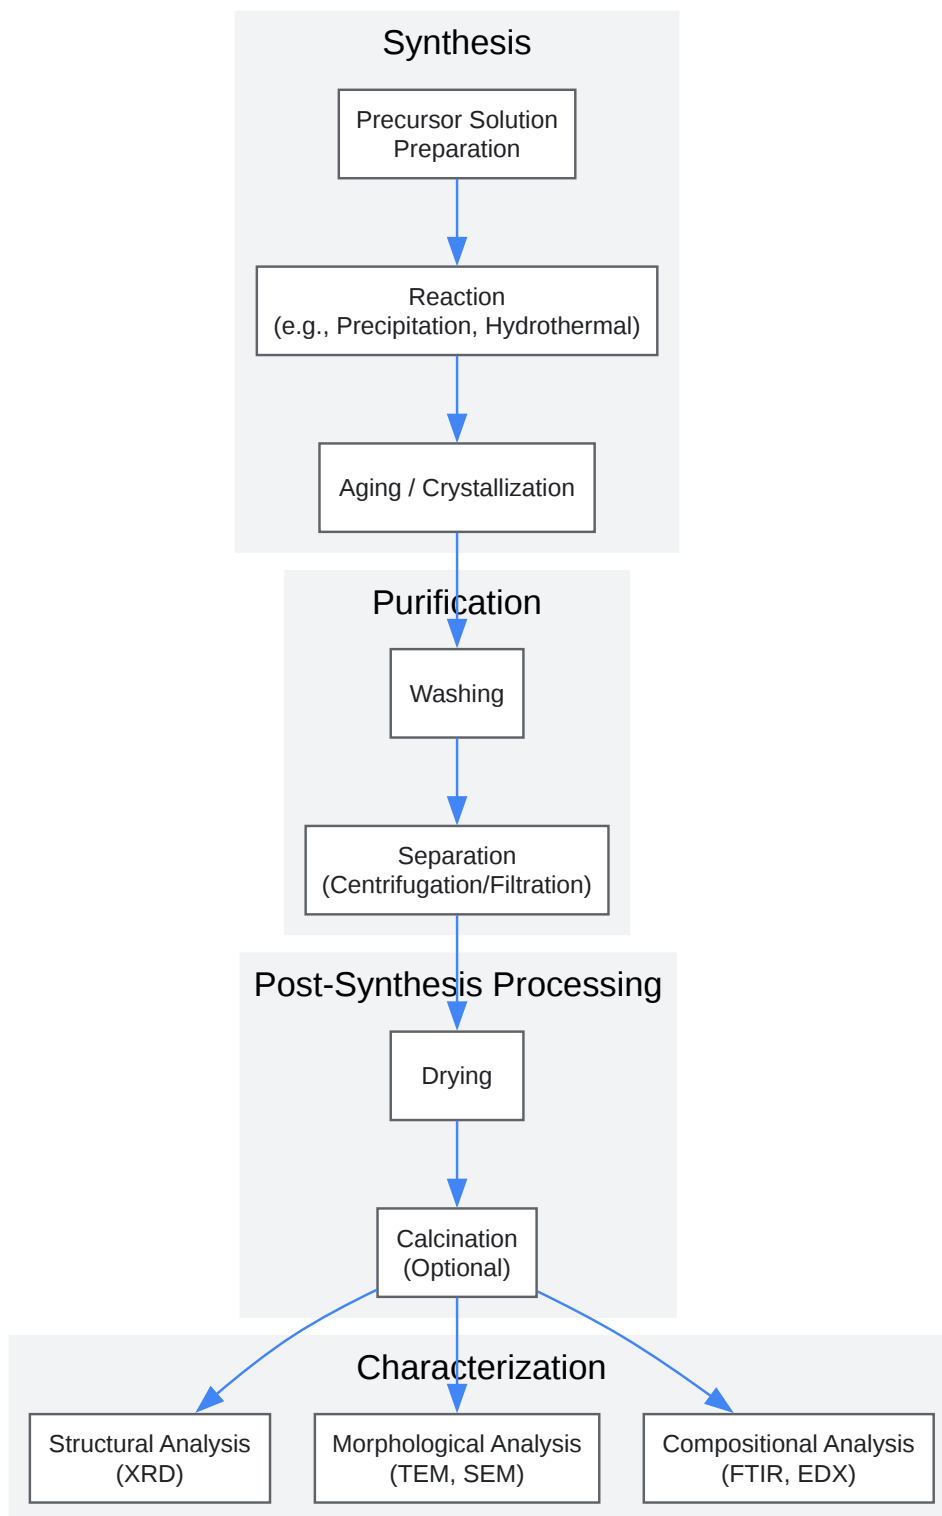 Synthesis
Precursor Solution
Preparation
Reaction
(e.g., Precipitation, Hydrothermal)
Aging / Crystallization
Purification
Washing
Separation
(Centrifugation/Filtration)
Post-Synthesis Processing
Drying
Calcination
(Optional)
Characterization
Structural Analysis
(XRD)
Morphological Analysis
(TEM, SEM)
Compositional Analysis
(FTIR, EDX)